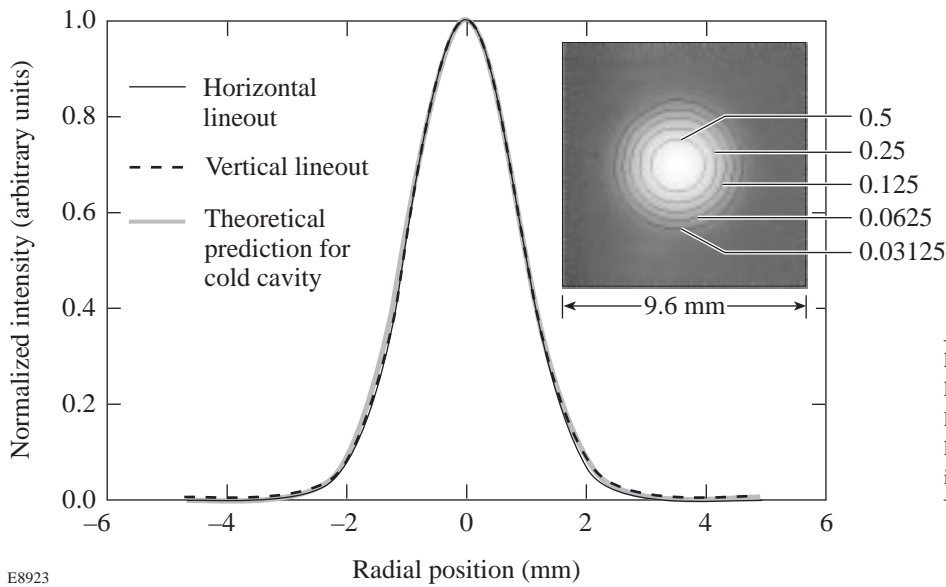 Normalized intensity (arbitrary units)
1.0
0.8
0.6
0.4
0.2
0.0
Horizontal
lineout
Vertical lineout
Theoretical
prediction for
cold cavity
0.5
0.25
0.125
0.0625
0.03125
9.6 mm
–6
–4
–2
0
2
4
6
Radial position (mm)
E8923